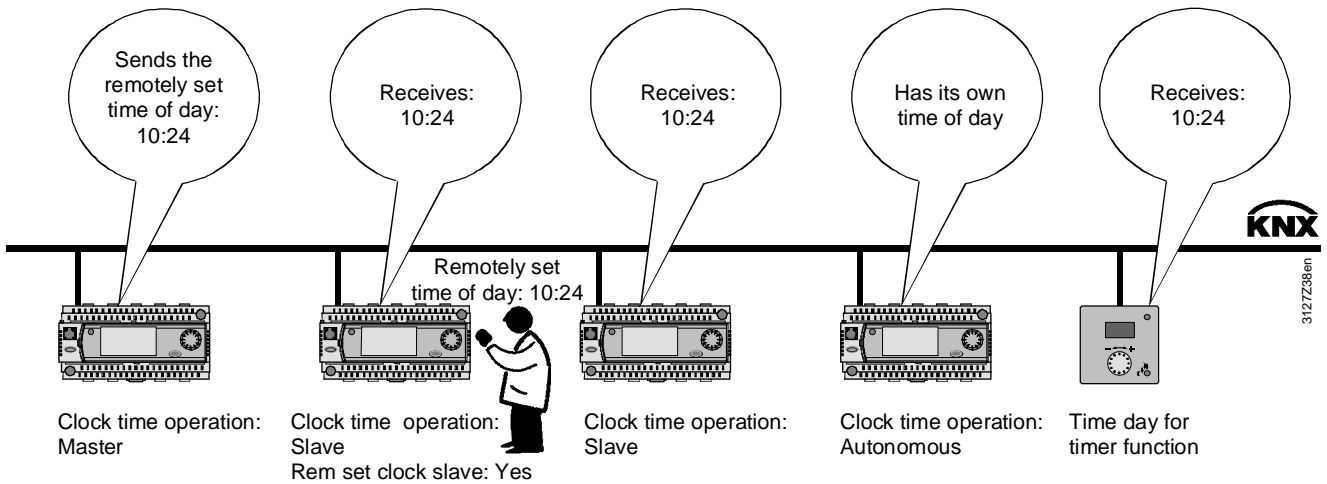 Sends the
remotely set
time of day:
10:24
Receives:
10:24
Receives:
10:24
Has its own
time of day
Receives:
10:24
KNX
Remotely set
time of day: 10:24
3127Z38en
Clock time operation:
Master
Clock time operation:
Slave
Rem set clock slave: Yes
Clock time operation:
Slave
Clock time operation:
Autonomous
Time day for
timer function